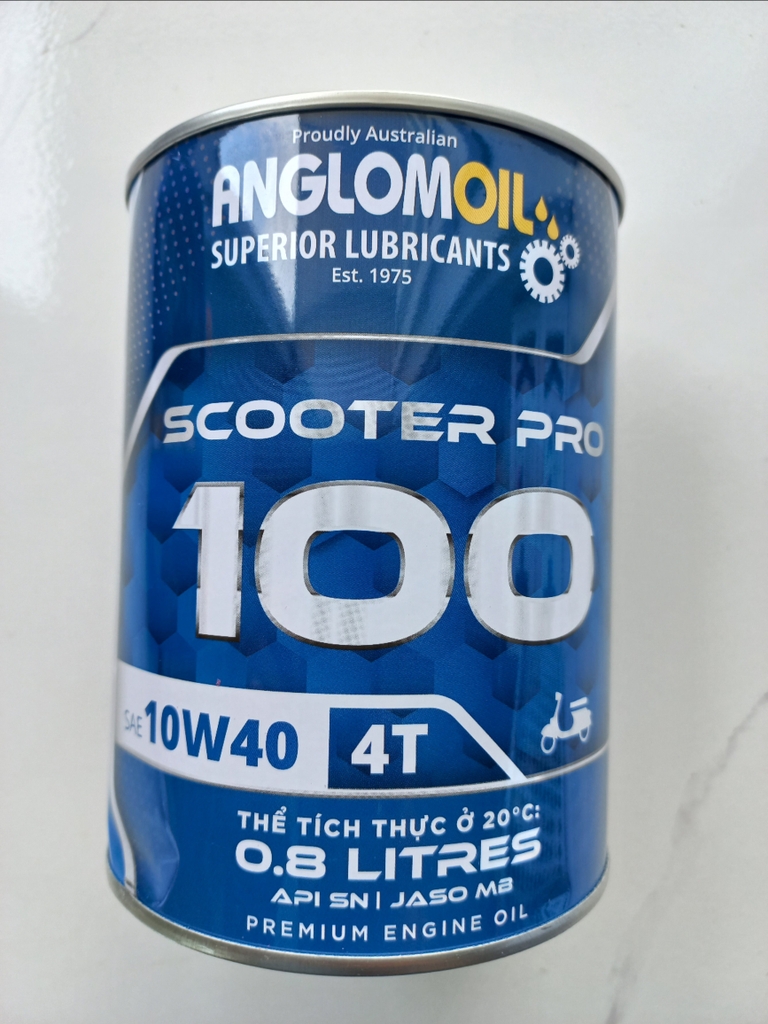 Proudly Australian
ANGLOMOIL
SUPERIOR LUBRICANTS
Est. 1975
SCOOTER PRO
100
SAE 10W40 4T
THỂ TÍCH THỰC Ở 20°C:
0.8 LITRES
API SN | JASO MB
PREMIUM ENGINE OIL